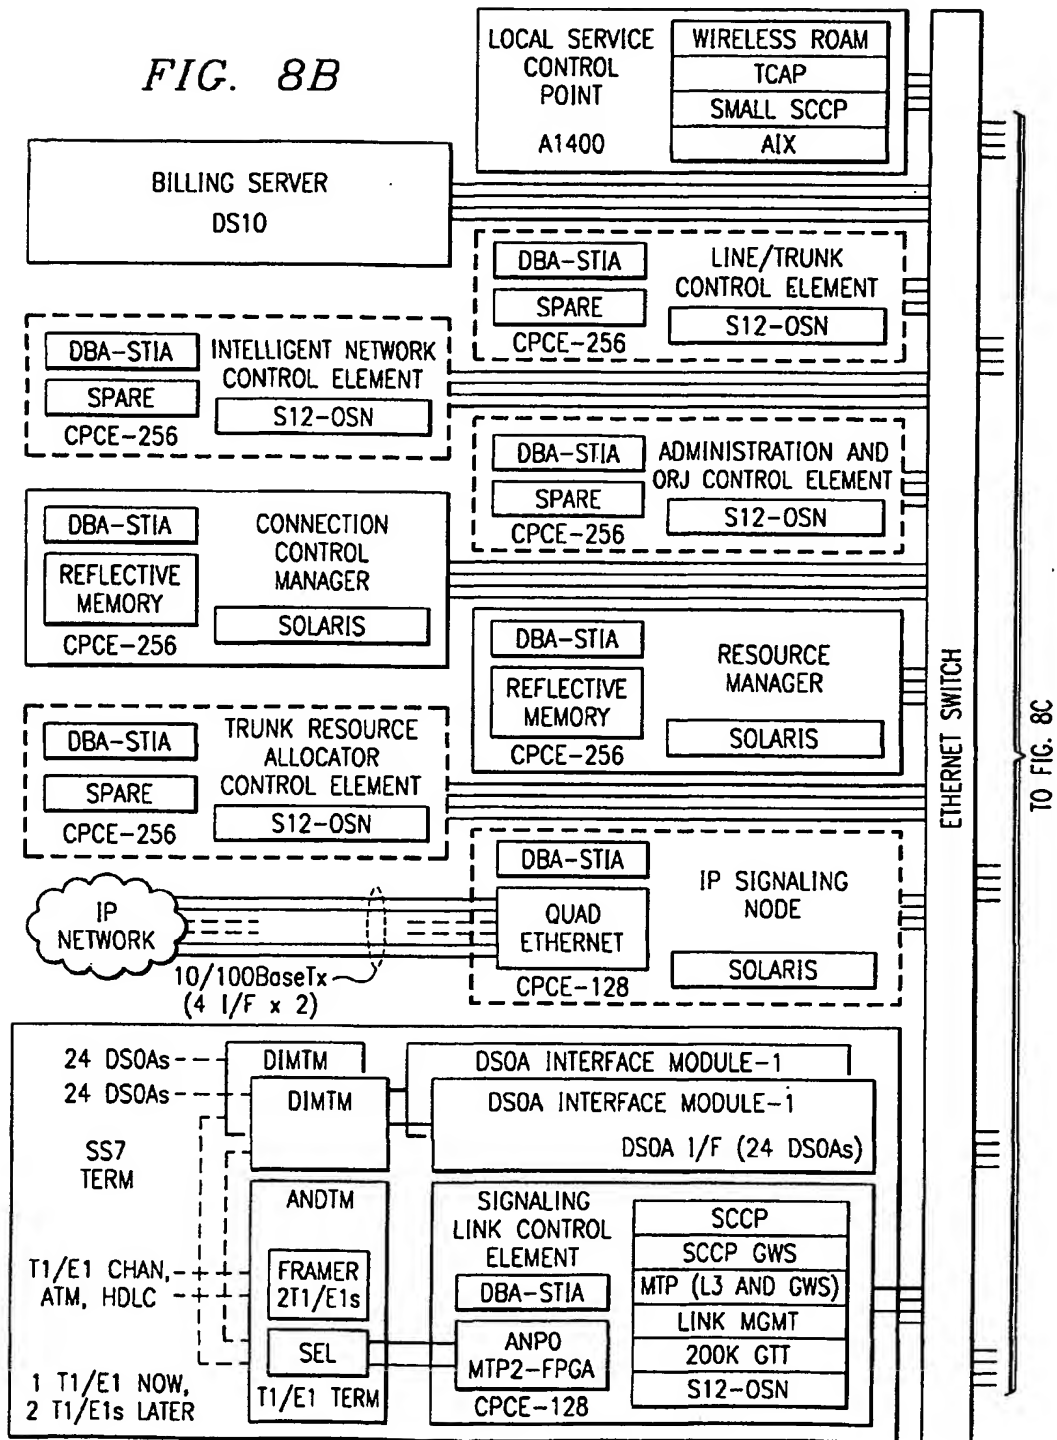 FIG. 8B
LOCAL SERVICE
CONTROL
POINT
A1400
WIRELESS ROAM
TCAP
SMALL SCCP
AIX
BILLING SERVER
DS10
DBA-STIA
SPARE
CPCE-256
LINE/TRUNK
CONTROL ELEMENT
S12-OSN
DBA-STIA
SPARE
CPCE-256
INTELLIGENT NETWORK
CONTROL ELEMENT
S12-OSN
DBA-STIA
SPARE
CPCE-256
ADMINISTRATION AND
ORJ CONTROL ELEMENT
S12-OSN
DBA-STIA
REFLECTIVE
MEMORY
CPCE-256
CONNECTION
CONTROL
MANAGER
SOLARIS
DBA-STIA
REFLECTIVE
MEMORY
CPCE-256
RESOURCE
MANAGER
SOLARIS
DBA-STIA
SPARE
CPCE-256
TRUNK RESOURCE
ALLOCATOR
CONTROL ELEMENT
S12-OSN
DBA-STIA
QUAD
ETHERNET
CPCE-128
IP SIGNALING
NODE
SOLARIS
IP
NETWORK
10/100BaseTx
(4 I/F x 2)
ETHERNET SWITCH
TO FIG. 8C
24 DSOAs
24 DSOAs
SS7
TERM
T1/E1 CHAN,
ATM, HDLC
1 T1/E1 NOW,
2 T1/E1s LATER
DIMTM
DIMTM
DSOA INTERFACE MODULE-1
DSOA INTERFACE MODULE-1
DSOA I/F (24 DSOAs)
ANDTM
FRAMER
2T1/E1s
SEL
T1/E1 TERM
SIGNALING
LINK CONTROL
ELEMENT
DBA-STIA
ANPO
MTP2-FPGA
CPCE-128
SCCP
SCCP GWS
MTP (L3 AND GWS)
LINK MGMT
200K GTT
S12-OSN